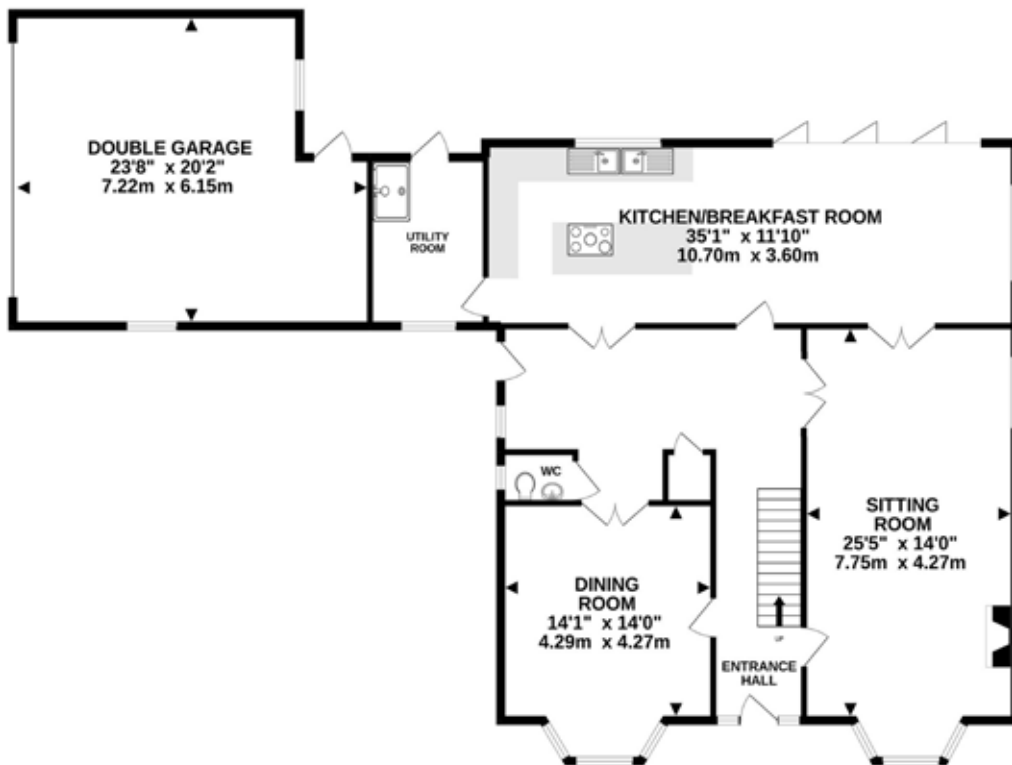 DOUBLE GARAGE
23'8" x 20'2"
7.22m x 6.15m
UTILITY
ROOM
KITCHEN/BREAKFAST ROOM
35'1" x 11'10"
10.70m x 3.60m
WC
SITTING
ROOM
25'5" x 14'0"
7.75m x 4.27m
DINING
ROOM
14'1" x 14'0"
4.29m x 4.27m
UP
ENTRANCE
HALL